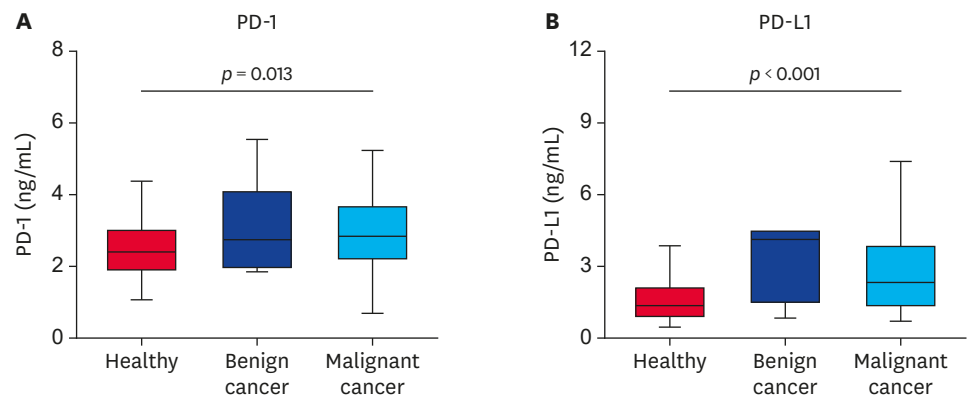 A
PD-1
PD-1 (ng/mL)
8
6
4
2
0
p = 0.013
Healthy
Benign
cancer
Malignant
cancer
B
PD-L1
PD-L1 (ng/mL)
12
9
6
3
0
p < 0.001
Healthy
Benign
cancer
Malignant
cancer